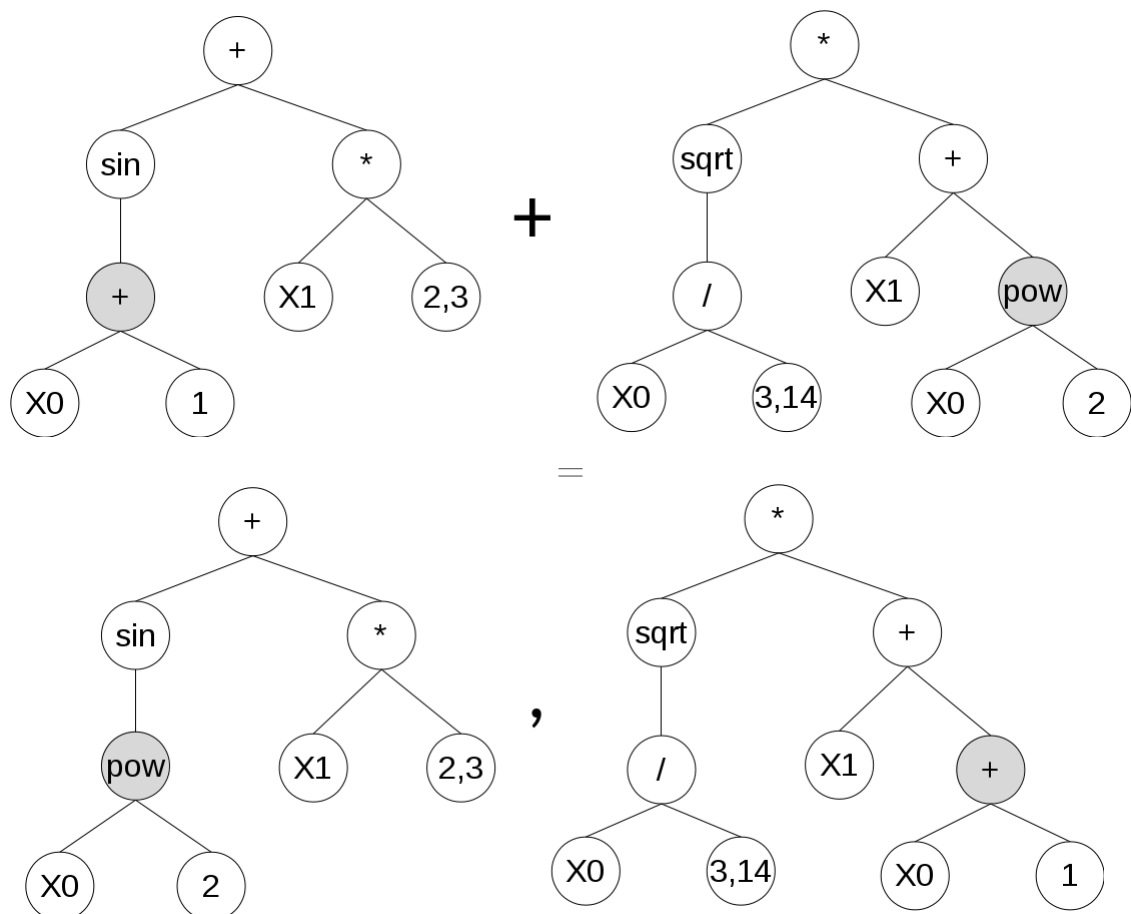 + *
sin * sqrt +
+
+ X1 2,3 / X1 pow
X0 1 X0 3,14 X0 2
=
+ *
sin * sqrt +
,
pow X1 2,3 / X1 +
X0 2 X0 3,14 X0 1